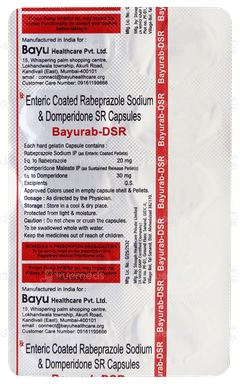 Manufactured in India for :
Bayu Healthcare Pvt. Ltd.
15, Whispering palm shopping centre,
Lokhandwala township, Akurli Road,
Kandivali (East), Mumbai-400101
email : connect@bayuhealthcare.org
Customer Care Number: 09161199666
Enteric Coated Rabeprazole Sodium
& Domperidone SR Capsules
Bayurab-DSR
Each hard gelatin Capsule contains :
Rabeprazole Sodium IP (as Enteric Coated Pellets)
Eq. to Rabeprazole 20 mg
Domperidone Maleate IP (as Sustained Release Pellets)
Eq. to Domperidone 30 mg
Excipients Q.S.
Approved Colors used in empty capsule shell & Pellets.
Dosage : As directed by the Physician.
Storage : Store in a cool & dry place.
Protected from light & moisture.
Caution : Do not chew or crush the capsules.
To be swallowed whole with water.
Keep the medicines out of reach of children.
Manufactured in India for :
Bayu Healthcare Pvt. Ltd.
15, Whispering palm shopping centre,
Lokhandwala township, Akurli Road,
Kandivali (East), Mumbai-400101
email : connect@bayuhealthcare.org
Customer Care Number: 09161199666
Enteric Coated Rabeprazole Sodium
& Domperidone SR Capsules
Bayurab-DSR
Bayurab-DSR
Bayurab-DSR